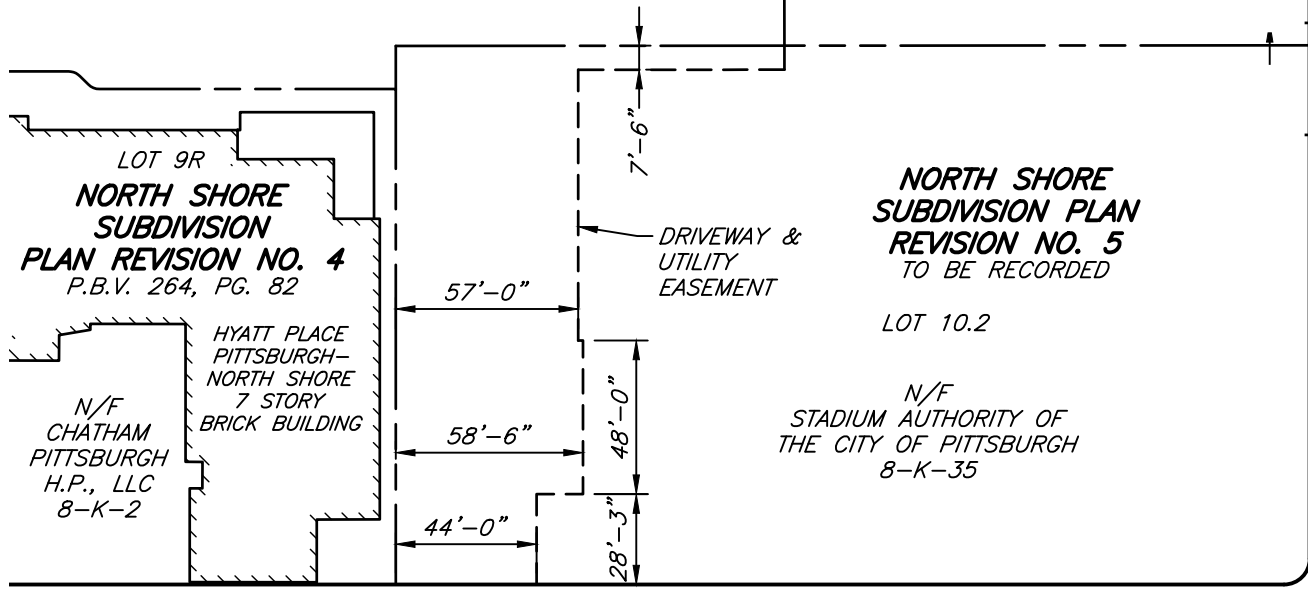 LOT 9R
NORTH SHORE
SUBDIVISION
PLAN REVISION NO. 4
P.B.V. 264, PG. 82
HYATT PLACE
PITTSBURGH-
NORTH SHORE
7 STORY
BRICK BUILDING
N/F
CHATHAM
PITTSBURGH
H.P., LLC
8-K-2
7'-6"
DRIVEWAY &
UTILITY
EASEMENT
57'-0"
58'-6"
48'-0"
44'-0"
28'-3"
NORTH SHORE
SUBDIVISION PLAN
REVISION NO. 5
TO BE RECORDED
LOT 10.2
N/F
STADIUM AUTHORITY OF
THE CITY OF PITTSBURGH
8-K-35